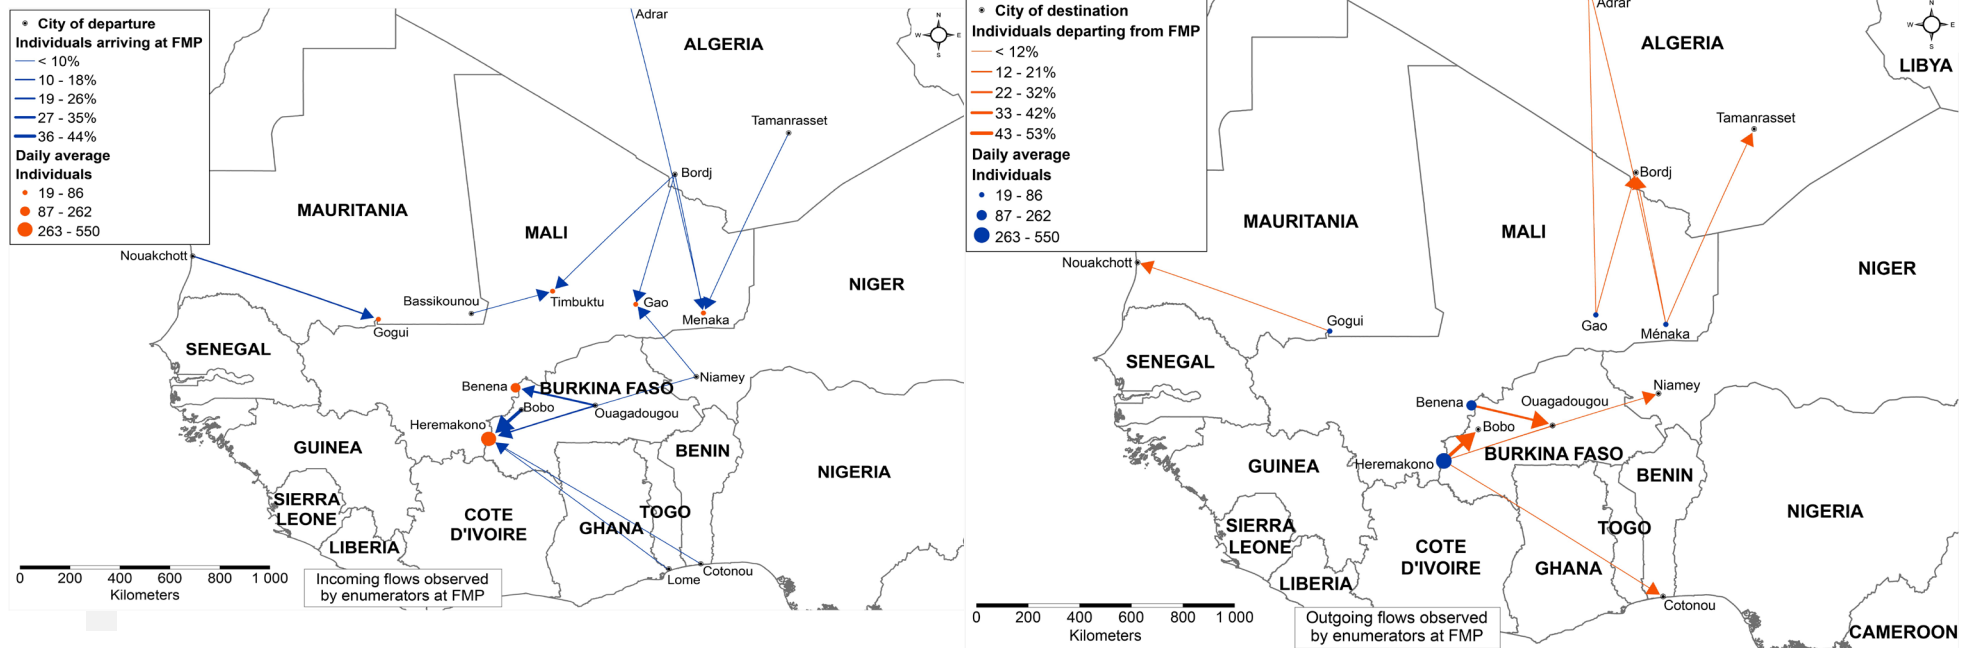 City of departure
Individuals arriving at FMP
< 10%
10 - 18%
19 - 26%
27 - 35%
36 - 44%
Daily average
Individuals
19 - 86
87 - 262
263 - 550
Adrar
ALGERIA
N
W E
S
Tamanrasset
Bordj
MAURITANIA
MALI
Nouakchott
Bassikounou
Timbuktu
Gao
Menaka
NIGER
Gogui
SENEGAL
Niamey
Benena
BURKINA FASO
Bobo
Ouagadougou
Heremakono
GUINEA
BENIN
NIGERIA
SIERRA
LEONE
COTE
D'IVOIRE
TOGO
GHANA
LIBERIA
Lome
Cotonou
0 200 400 600 800 1 000
Kilometers
Incoming flows observed
by enumerators at FMP
City of destination
Individuals departing from FMP
< 12%
12 - 21%
22 - 32%
33 - 42%
43 - 53%
Daily average
Individuals
19 - 86
87 - 262
263 - 550
Adrar
ALGERIA
N
W E
S
LIBYA
Tamanrasset
Bordj
MAURITANIA
MALI
Nouakchott
NIGER
Gogui
Gao
Ménaka
SENEGAL
Niamey
Benena
Ouagadougou
Bobo
BURKINA FASO
Heremakono
GUINEA
BENIN
NIGERIA
SIERRA
LEONE
TOGO
COTE
D'IVOIRE
GHANA
LIBERIA
Cotonou
CAMEROON
0 200 400 600 800 1 000
Kilometers
Outgoing flows observed
by enumerators at FMP